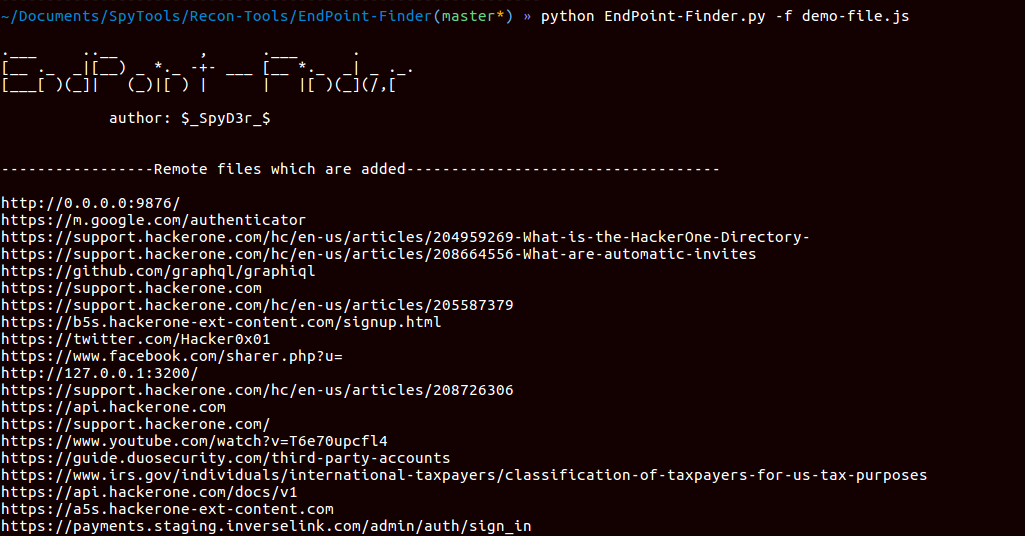 ~/Documents/SpyTools/Recon-Tools/EndPoint-Finder(master*) » python EndPoint-Finder.py -f demo-file.js
.___      ..__         ,      .___      .
[__ ._  _|[__) _ *._ -+- ___ [__ *._  _| _ ._.
[___[ )(_]|   (_)|[ ) |      |   |[ )(_](/,[
author: $_SpyD3r_$
-----------------Remote files which are added-----------------------------------
http://0.0.0.0:9876/
https://m.google.com/authenticator
https://support.hackerone.com/hc/en-us/articles/204959269-What-is-the-HackerOne-Directory-
https://support.hackerone.com/hc/en-us/articles/208664556-What-are-automatic-invites
https://github.com/graphql/graphiql
https://support.hackerone.com
https://support.hackerone.com/hc/en-us/articles/205587379
https://b5s.hackerone-ext-content.com/signup.html
https://twitter.com/Hacker0x01
https://www.facebook.com/sharer.php?u=
http://127.0.0.1:3200/
https://support.hackerone.com/hc/en-us/articles/208726306
https://api.hackerone.com
https://support.hackerone.com/
https://www.youtube.com/watch?v=T6e70upcfl4
https://guide.duosecurity.com/third-party-accounts
https://www.irs.gov/individuals/international-taxpayers/classification-of-taxpayers-for-us-tax-purposes
https://api.hackerone.com/docs/v1
https://a5s.hackerone-ext-content.com
https://payments.staging.inverselink.com/admin/auth/sign_in